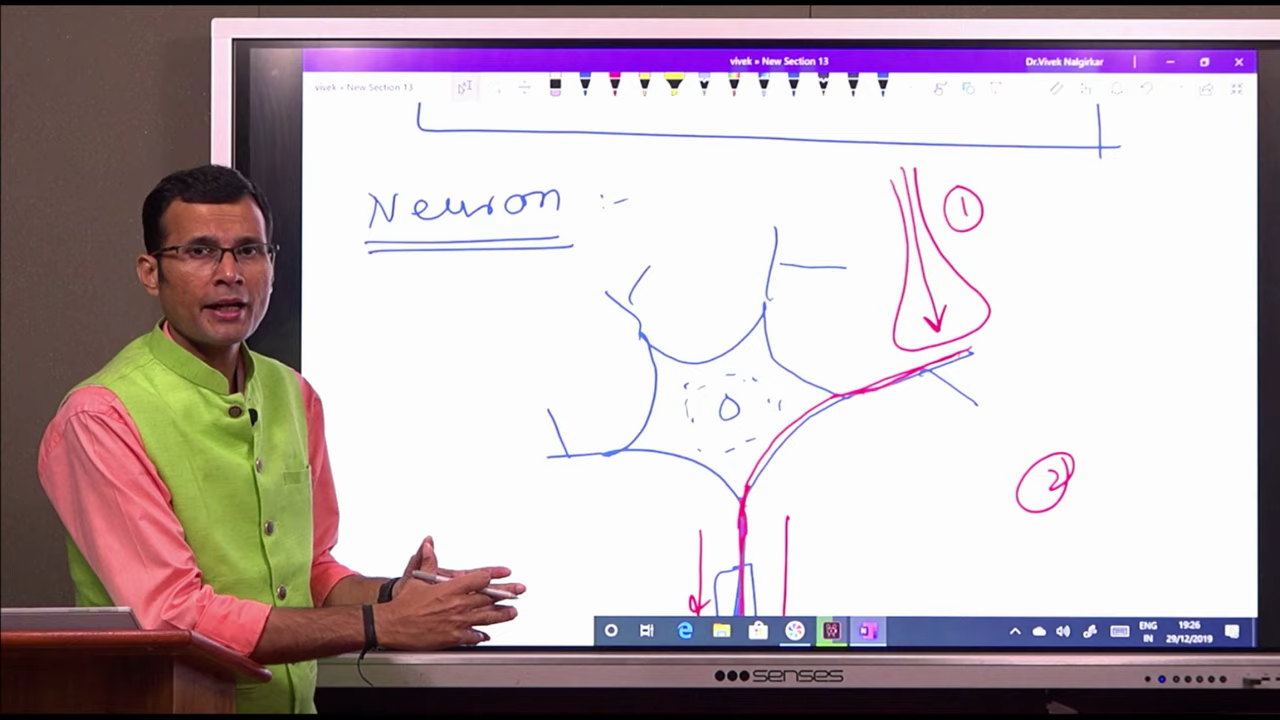 vivek » New Section 13
Dr.Vivek Nalgirkar
vivek » New Section 13
Neuron :-
1
2
ENG
IN
19:26
29/12/2019
senses